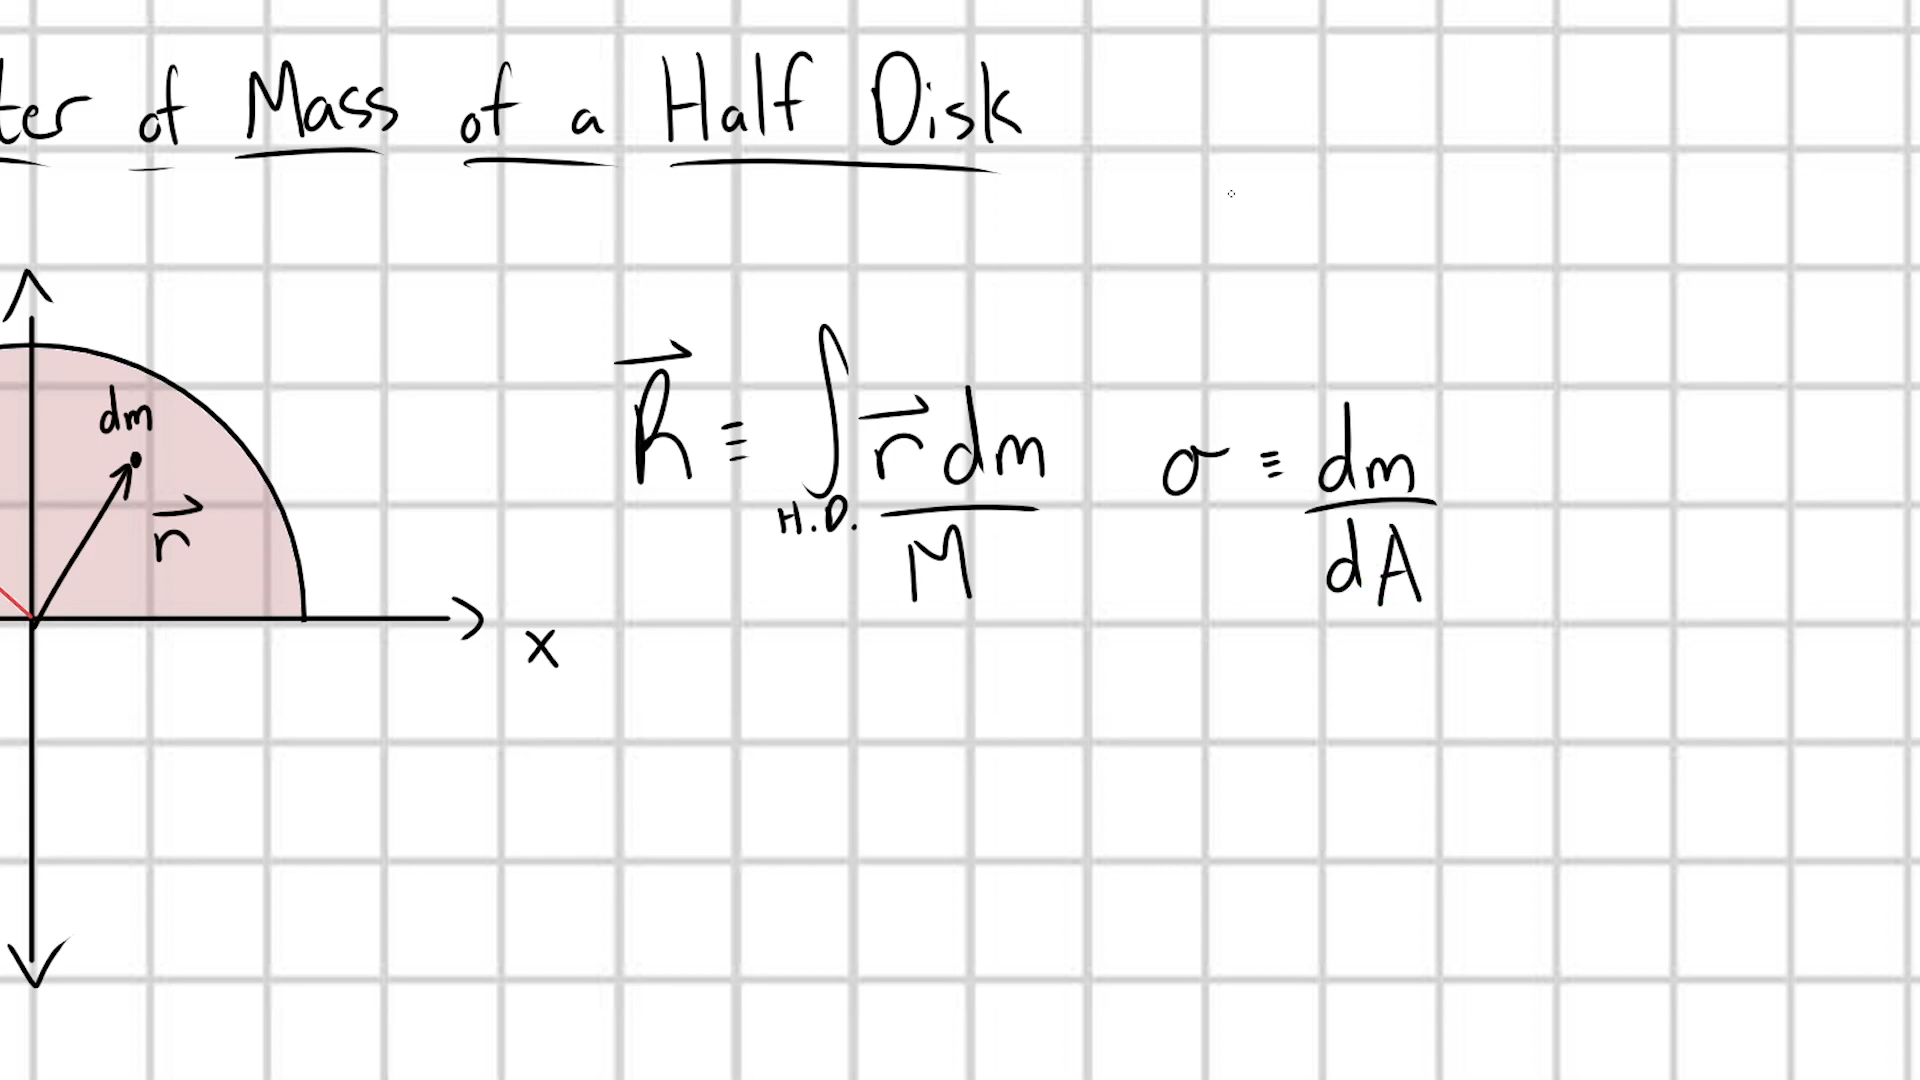 ter of Mass of a Half Disk
dm
r⃗
x
R⃗ ≡ ∫_{H.D.} r⃗ dm / M
σ ≡ dm / dA